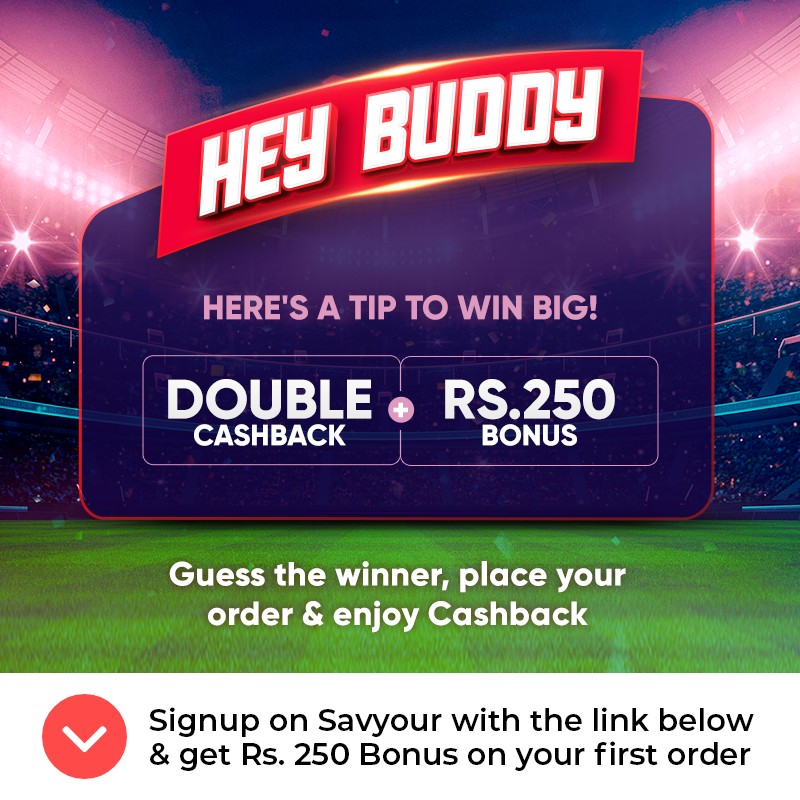 HEY BUDDY
HERE'S A TIP TO WIN BIG!
DOUBLE
CASHBACK
+
RS.250
BONUS
Guess the winner, place your
order & enjoy Cashback
Signup on Savyour with the link below
& get Rs. 250 Bonus on your first order